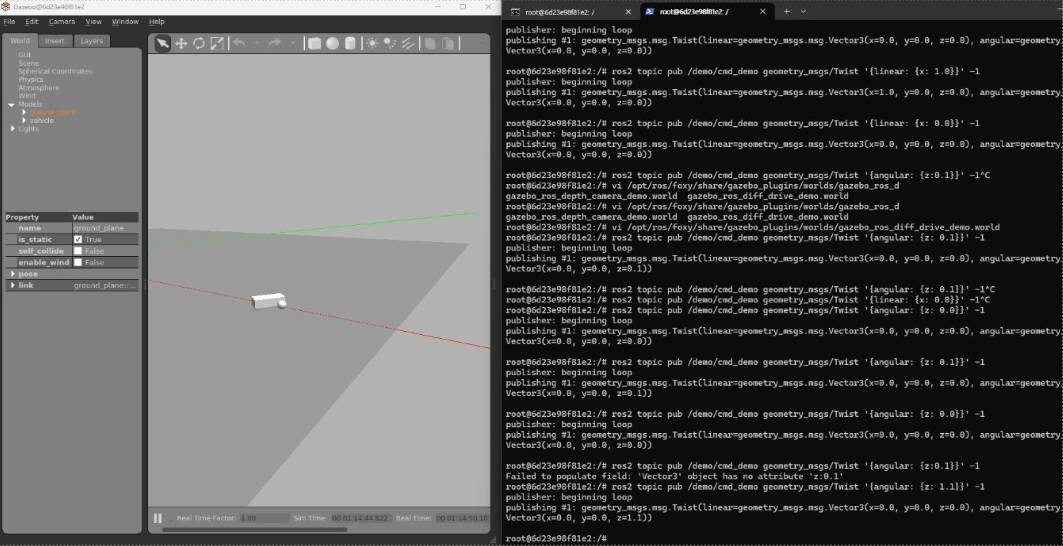 Gazebo@6d23e98f81e2
File Edit Camera View Window Help
World Insert Layers
GUI
Scene
Spherical Coordinates
Physics
Atmosphere
Wind
Models
ground_plane
vehicle
Lights
Property Value
name ground_plane
is_static True
self_collide False
enable_wind False
pose
link ground_plane::...
Real Time Factor: 1.00 Sim Time: 00 01:14:44.822 Real Time: 00 01:14:50.10
root@6d23e98f81e2: / root@6d23e98f81e2: /
publisher: beginning loop
publishing #1: geometry_msgs.msg.Twist(linear=geometry_msgs.msg.Vector3(x=0.0, y=0.0, z=0.0), angular=geometry_
Vector3(x=0.0, y=0.0, z=0.0))
root@6d23e98f81e2:/# ros2 topic pub /demo/cmd_demo geometry_msgs/Twist '{linear: {x: 1.0}}' -1
publisher: beginning loop
publishing #1: geometry_msgs.msg.Twist(linear=geometry_msgs.msg.Vector3(x=1.0, y=0.0, z=0.0), angular=geometry_
Vector3(x=0.0, y=0.0, z=0.0))
root@6d23e98f81e2:/# ros2 topic pub /demo/cmd_demo geometry_msgs/Twist '{linear: {x: 0.0}}' -1
publisher: beginning loop
publishing #1: geometry_msgs.msg.Twist(linear=geometry_msgs.msg.Vector3(x=0.0, y=0.0, z=0.0), angular=geometry_
Vector3(x=0.0, y=0.0, z=0.0))
root@6d23e98f81e2:/# ros2 topic pub /demo/cmd_demo geometry_msgs/Twist '{angular: {z:0.1}}' -1^C
root@6d23e98f81e2:/# vi /opt/ros/foxy/share/gazebo_plugins/worlds/gazebo_ros_d
gazebo_ros_depth_camera_demo.world gazebo_ros_diff_drive_demo.world
root@6d23e98f81e2:/# vi /opt/ros/foxy/share/gazebo_plugins/worlds/gazebo_ros_d
gazebo_ros_depth_camera_demo.world gazebo_ros_diff_drive_demo.world
root@6d23e98f81e2:/# vi /opt/ros/foxy/share/gazebo_plugins/worlds/gazebo_ros_diff_drive_demo.world
root@6d23e98f81e2:/# ros2 topic pub /demo/cmd_demo geometry_msgs/Twist '{angular: {z: 0.1}}' -1
publisher: beginning loop
publishing #1: geometry_msgs.msg.Twist(linear=geometry_msgs.msg.Vector3(x=0.0, y=0.0, z=0.0), angular=geometry_
Vector3(x=0.0, y=0.0, z=0.1))
root@6d23e98f81e2:/# ros2 topic pub /demo/cmd_demo geometry_msgs/Twist '{angular: {z: 0.1}}' -1^C
root@6d23e98f81e2:/# ros2 topic pub /demo/cmd_demo geometry_msgs/Twist '{linear: {x: 0.0}}' -1^C
root@6d23e98f81e2:/# ros2 topic pub /demo/cmd_demo geometry_msgs/Twist '{angular: {z: 0.0}}' -1
publisher: beginning loop
publishing #1: geometry_msgs.msg.Twist(linear=geometry_msgs.msg.Vector3(x=0.0, y=0.0, z=0.0), angular=geometry_
Vector3(x=0.0, y=0.0, z=0.0))
root@6d23e98f81e2:/# ros2 topic pub /demo/cmd_demo geometry_msgs/Twist '{angular: {z: 0.1}}' -1
publisher: beginning loop
publishing #1: geometry_msgs.msg.Twist(linear=geometry_msgs.msg.Vector3(x=0.0, y=0.0, z=0.0), angular=geometry_
Vector3(x=0.0, y=0.0, z=0.1))
root@6d23e98f81e2:/# ros2 topic pub /demo/cmd_demo geometry_msgs/Twist '{angular: {z: 0.0}}' -1
publisher: beginning loop
publishing #1: geometry_msgs.msg.Twist(linear=geometry_msgs.msg.Vector3(x=0.0, y=0.0, z=0.0), angular=geometry_
Vector3(x=0.0, y=0.0, z=0.0))
root@6d23e98f81e2:/# ros2 topic pub /demo/cmd_demo geometry_msgs/Twist '{angular: {z:0.1}}' -1
Failed to populate field: 'Vector3' object has no attribute 'z:0.1'
root@6d23e98f81e2:/# ros2 topic pub /demo/cmd_demo geometry_msgs/Twist '{angular: {z: 1.1}}' -1
publisher: beginning loop
publishing #1: geometry_msgs.msg.Twist(linear=geometry_msgs.msg.Vector3(x=0.0, y=0.0, z=0.0), angular=geometry_
Vector3(x=0.0, y=0.0, z=1.1))
root@6d23e98f81e2:/#